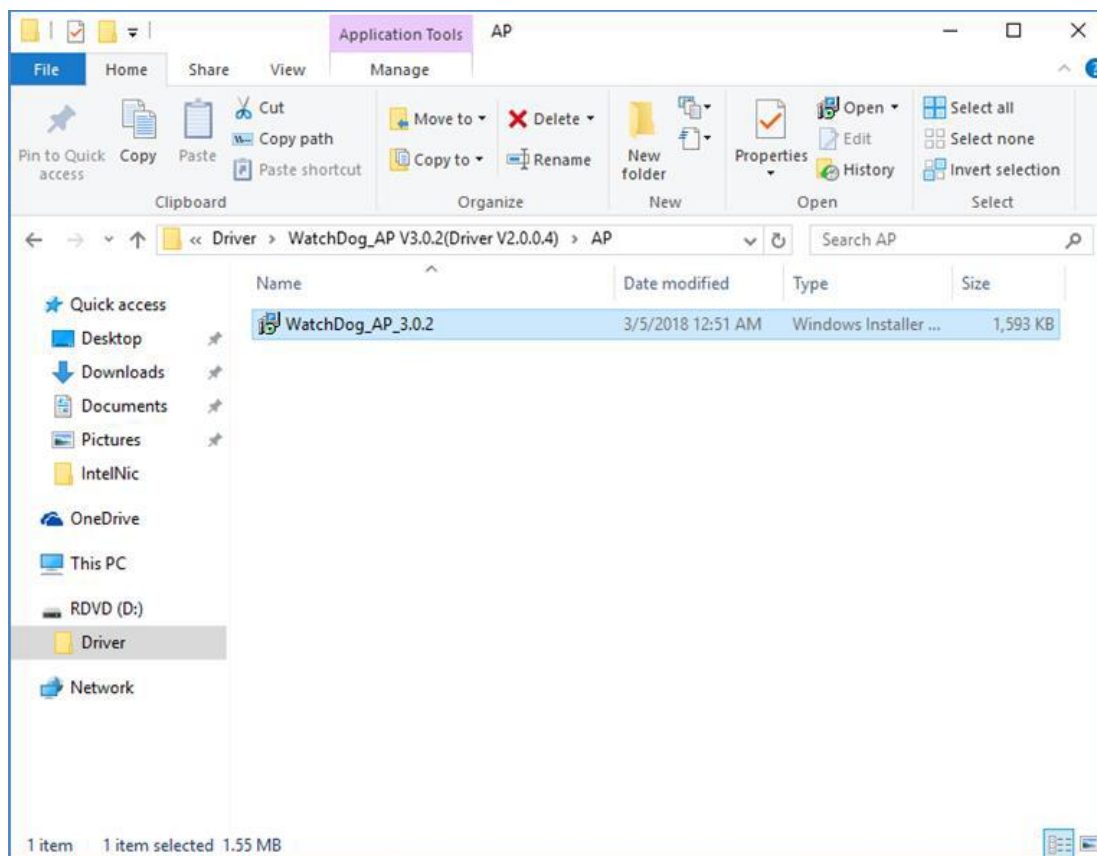 Application Tools AP
File Home Share View Manage
Pin to Quick access
Copy
Paste
Cut
Copy path
Paste shortcut
Clipboard
Move to
Copy to
Delete
Rename
Organize
New folder
New
Properties
Open
Edit
History
Open
Select all
Select none
Invert selection
Select
« Driver > WatchDog_AP V3.0.2(Driver V2.0.0.4) > AP
Search AP
Name Date modified Type Size
WatchDog_AP_3.0.2 3/5/2018 12:51 AM Windows Installer ... 1,593 KB
Quick access
Desktop
Downloads
Documents
Pictures
IntelNic
OneDrive
This PC
RDVD (D:)
Driver
Network
1 item 1 item selected 1.55 MB